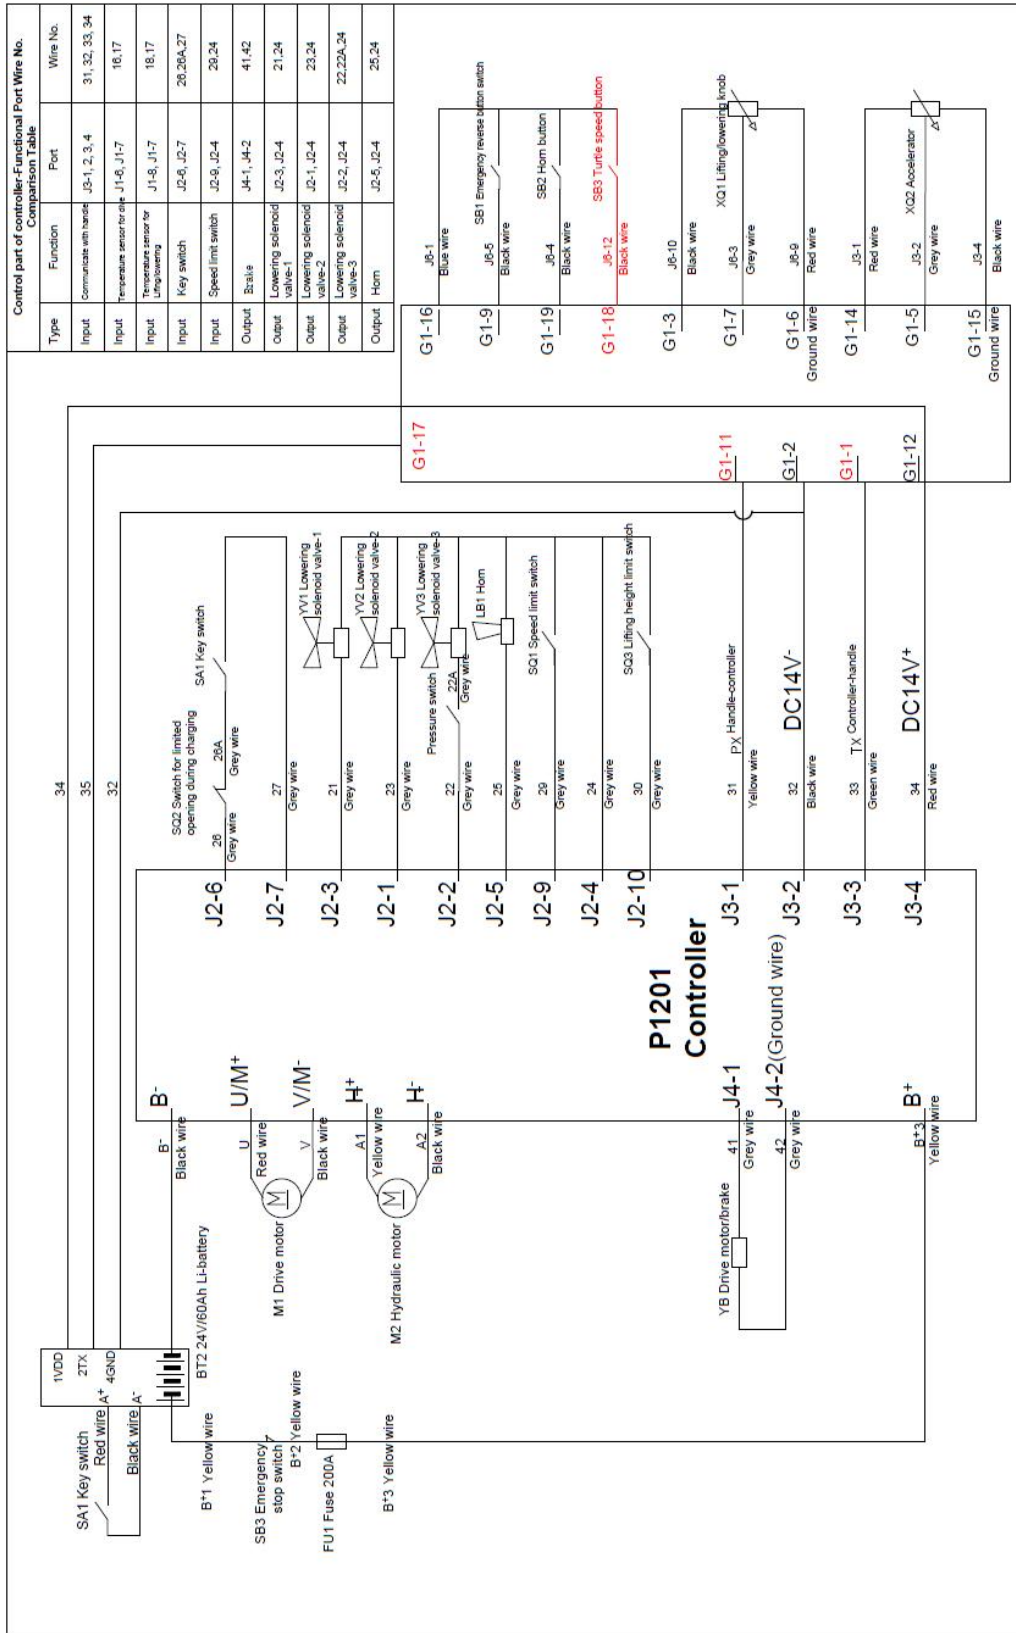 Control part of controller-Functional Port Wire No.
Comparison Table
Type Function Port Wire No.
Input Communicate with handle J3-1, 2, 3, 4 31, 32, 33, 34
Input Temperature sensor for dive J1-6, J1-7 16,17
Input Temperature sensor for
Lifting/lowering J1-8, J1-7 18,17
Input Key switch J2-6, J2-7 26,26A,27
Input Speed limit switch J2-9, J2-4 29,24
Output Brake J4-1, J4-2 41,42
Output Lowering solenoid
valve-1 J2-3, J2-4 21,24
Output Lowering solenoid
valve-2 J2-1, J2-4 23,24
Output Lowering solenoid
valve-3 J2-2, J2-4 22,22A,24
Output Horn J2-5, J2-4 25,24
34
35
32
1VDD
2TX
4GND
A+
A-
SA1 Key switch
Red wire
Black wire
BT2 24V/60Ah Li-battery
B+1 Yellow wire
SB3 Emergency
stop switch
B+2 Yellow wire
FU1 Fuse 200A
B+3 Yellow wire
B-
Black wire
B-
U
Red wire
U/M+
V
Black wire
V/M-
M
M1 Drive motor
A1
Yellow wire
H+
A2
Black wire
H-
M
M2 Hydraulic motor
YB Drive motor/brake
41
Grey wire
J4-1
42
Grey wire
J4-2(Ground wire)
B+3
Yellow wire
B+
P1201
Controller
J2-6
26
Grey wire
SQ2 Switch for limited
opening during charging
26A
Grey wire
SA1 Key switch
J2-7
27
Grey wire
J2-3
21
Grey wire
YV1 Lowering
solenoid valve-1
J2-1
23
Grey wire
YV2 Lowering
solenoid valve-2
J2-2
22
Grey wire
Pressure switch
22A
Grey wire
YV3 Lowering
solenoid valve-3
J2-5
25
Grey wire
LB1 Horn
J2-9
29
Grey wire
SQ1 Speed limit switch
J2-4
24
Grey wire
J2-10
30
Grey wire
SQ3 Lifting height limit switch
J3-1
31
Yellow wire
PX Handle-controller
G1-11
J3-2
32
Black wire
DC14V-
G1-2
J3-3
33
Green wire
TX Controller-handle
G1-1
J3-4
34
Red wire
DC14V+
G1-12
G1-17
G1-16
J6-1
Blue wire
G1-9
J6-5
Black wire
SB1 Emergency reverse button switch
G1-19
J6-4
Black wire
SB2 Horn button
G1-18
J6-12
Black wire
SB3 Turtle speed button
G1-3
J6-10
Black wire
G1-7
J6-3
Grey wire
XQ1 Lifting/lowering knob
G1-6
Ground wire
J6-9
Red wire
G1-14
J3-1
Red wire
G1-5
J3-2
Grey wire
XQ2 Accelerator
G1-15
Ground wire
J3-4
Black wire